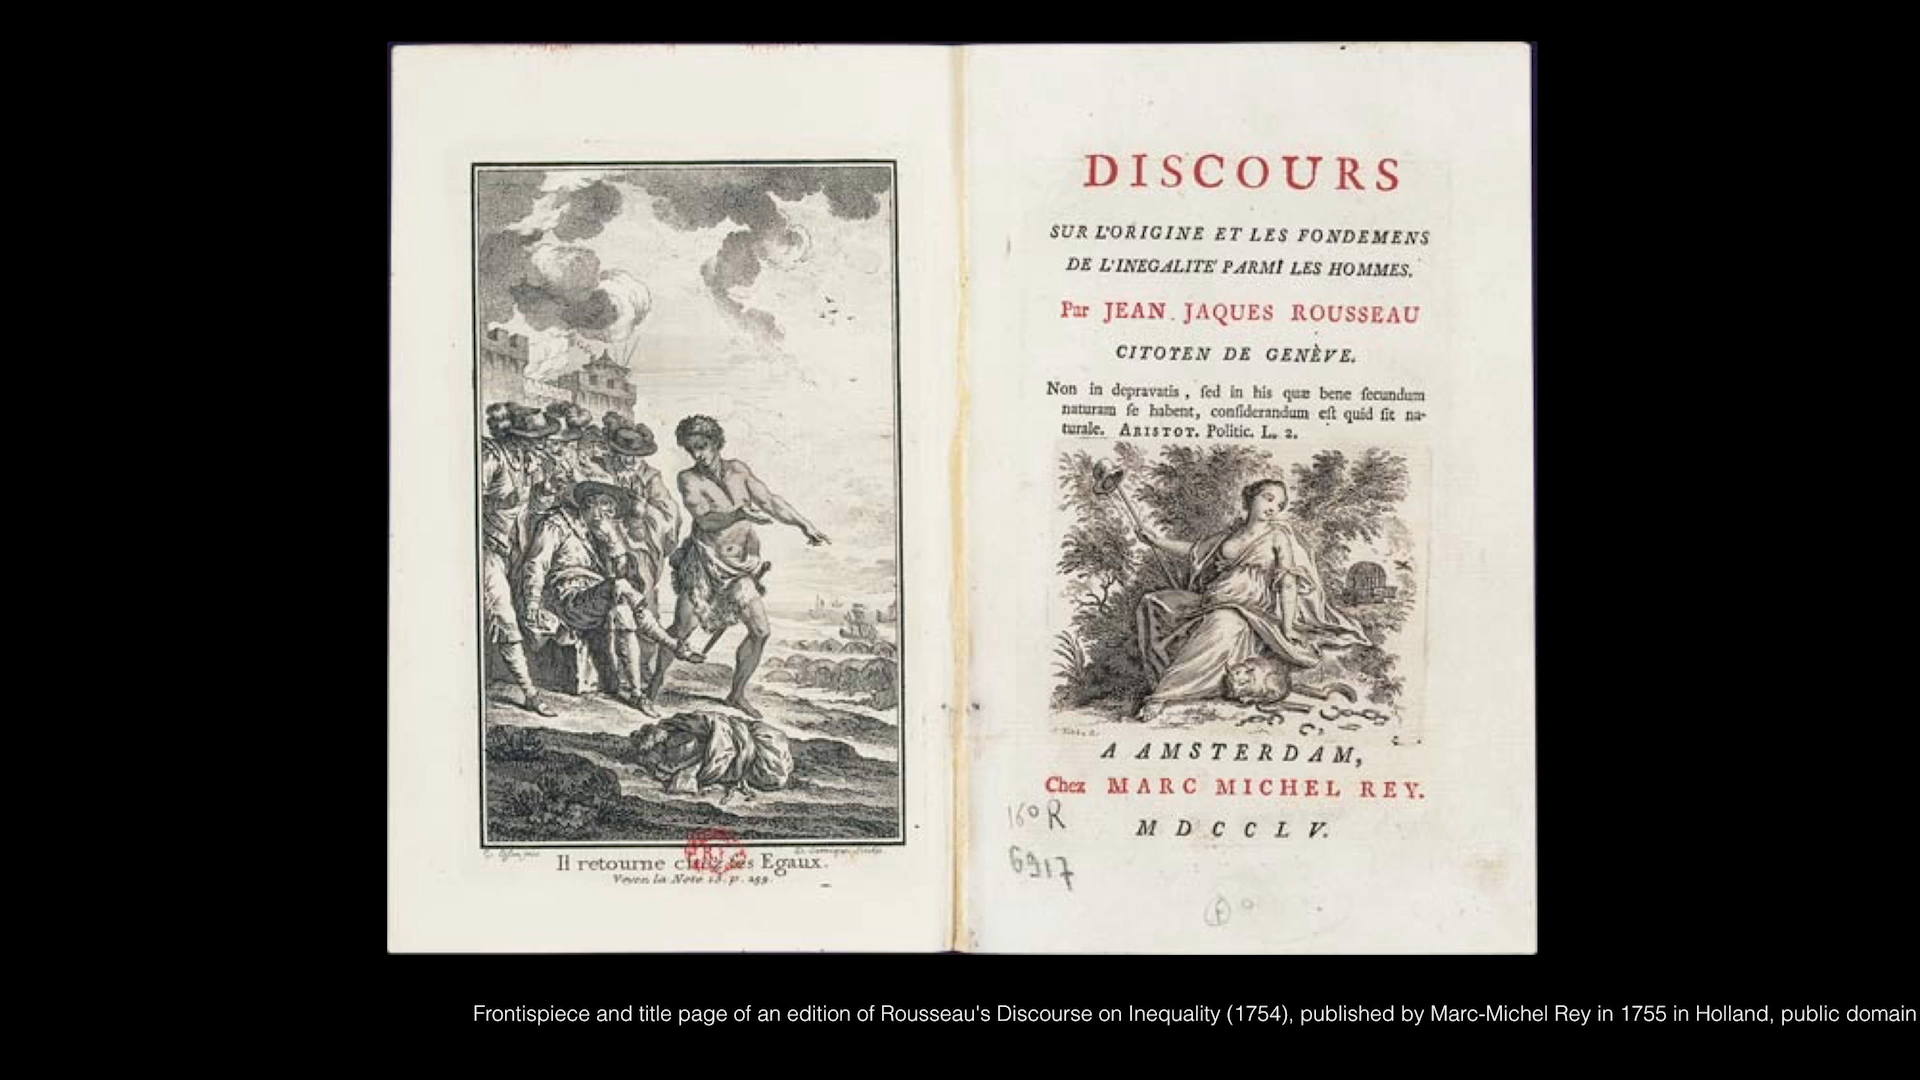 Il retourne chez ses Egaux.
Voyez la Note
DISCOURS
SUR L'ORIGINE ET LES FONDEMENS
DE L'INEGALITE' PARMI LES HOMMES.
Par JEAN JAQUES ROUSSEAU
CITOYEN DE GENÈVE.
Non in depravatis, ſed in his quæ bene ſecundum
naturam ſe habent, conſiderandum eſt quid ſit na-
turale. ARISTOT. Politic. L. 2.
A AMSTERDAM,
Chez MARC MICHEL REY.
MDCCLV.
160 R
6917
Frontispiece and title page of an edition of Rousseau's Discourse on Inequality (1754), published by Marc-Michel Rey in 1755 in Holland, public domain